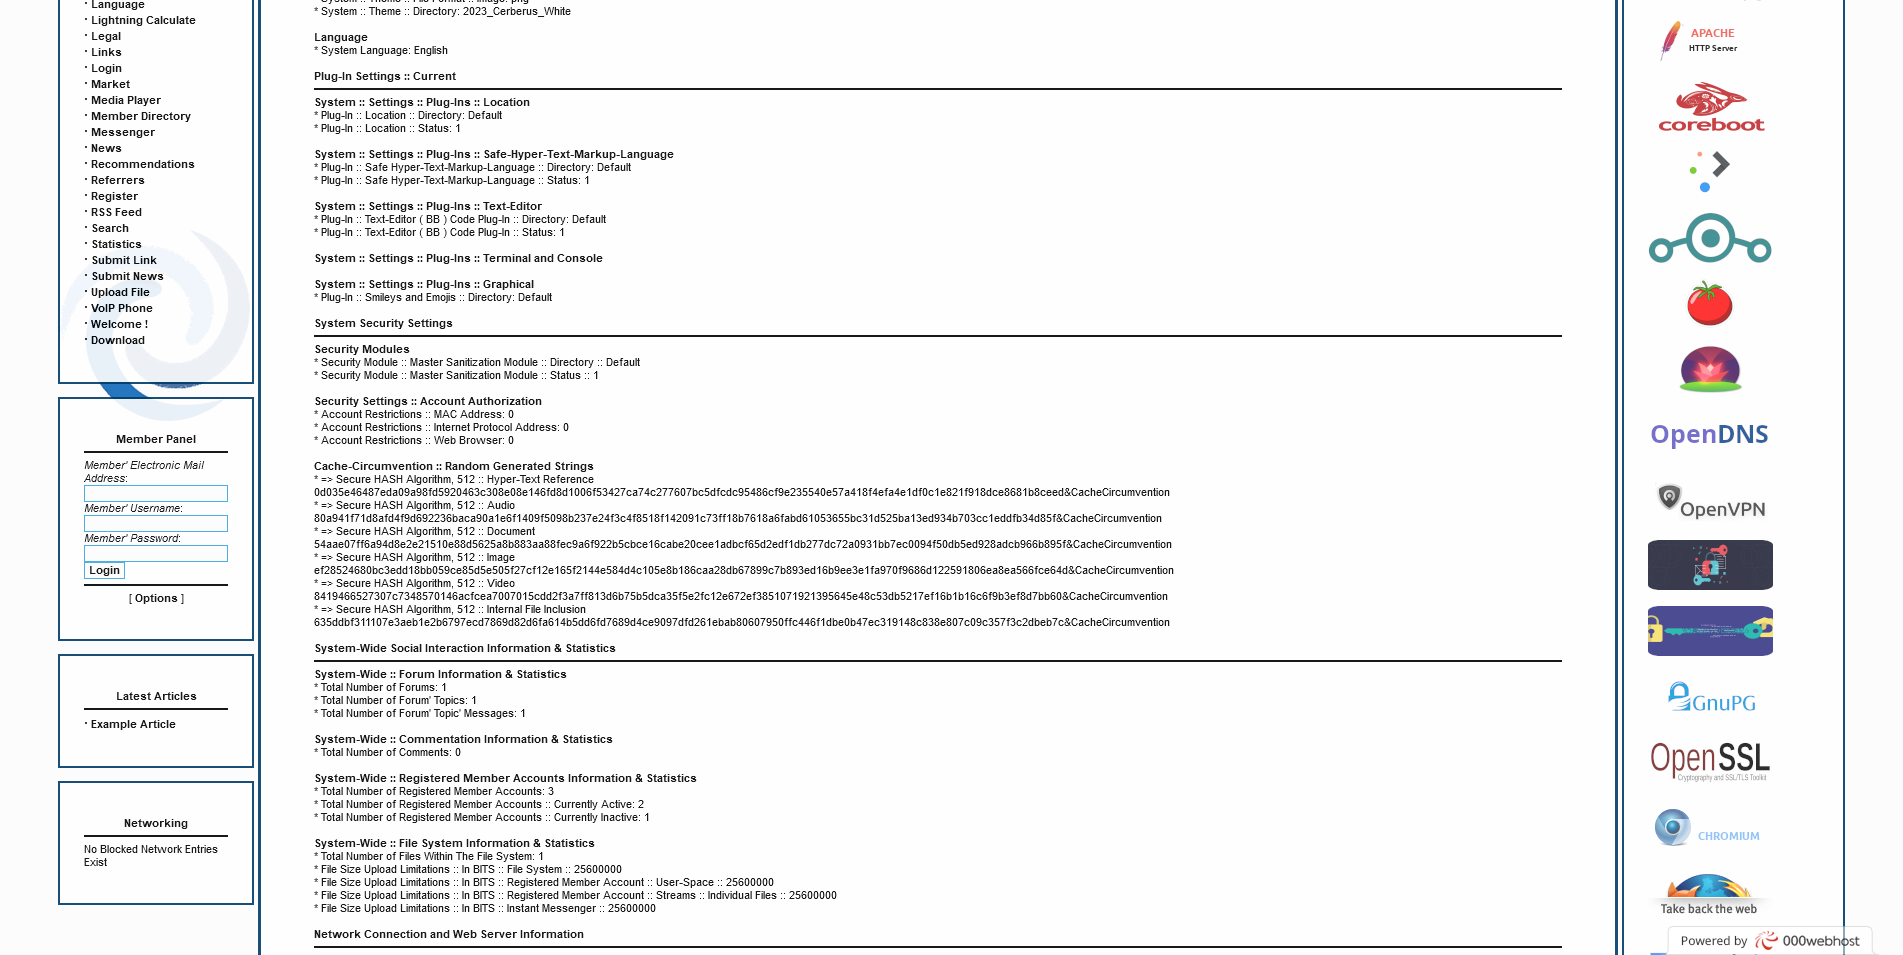 · Language
· Lightning Calculate
· Legal
· Links
· Login
· Market
· Media Player
· Member Directory
· Messenger
· News
· Recommendations
· Referrers
· Register
· RSS Feed
· Search
· Statistics
· Submit Link
· Submit News
· Upload File
· VoIP Phone
· Welcome !
· Download
Member Panel
Member' Electronic Mail
Address:
Member' Username:
Member' Password:
Login
[ Options ]
Latest Articles
· Example Article
Networking
No Blocked Network Entries
Exist
* System :: Theme :: File Format :: Image: png
* System :: Theme :: Directory: 2023_Cerberus_White
Language
* System Language: English
Plug-In Settings :: Current
System :: Settings :: Plug-Ins :: Location
* Plug-In :: Location :: Directory: Default
* Plug-In :: Location :: Status: 1
System :: Settings :: Plug-Ins :: Safe-Hyper-Text-Markup-Language
* Plug-In :: Safe Hyper-Text-Markup-Language :: Directory: Default
* Plug-In :: Safe Hyper-Text-Markup-Language :: Status: 1
System :: Settings :: Plug-Ins :: Text-Editor
* Plug-In :: Text-Editor ( BB ) Code Plug-In :: Directory: Default
* Plug-In :: Text-Editor ( BB ) Code Plug-In :: Status: 1
System :: Settings :: Plug-Ins :: Terminal and Console
System :: Settings :: Plug-Ins :: Graphical
* Plug-In :: Smileys and Emojis :: Directory: Default
System Security Settings
Security Modules
* Security Module :: Master Sanitization Module :: Directory :: Default
* Security Module :: Master Sanitization Module :: Status :: 1
Security Settings :: Account Authorization
* Account Restrictions :: MAC Address: 0
* Account Restrictions :: Internet Protocol Address: 0
* Account Restrictions :: Web Browser: 0
Cache-Circumvention :: Random Generated Strings
* => Secure HASH Algorithm, 512 :: Hyper-Text Reference
0d035e46487eda09a98fd5920463c308e08e146fd8d1006f53427ca74c277607bc5dfcdc95486cf9e235540e57a418f4efa4e1df0c1e821f918dce8681b8ceed&CacheCircumvention
* => Secure HASH Algorithm, 512 :: Audio
80a941f71d8afd4f9d692236baca90a1e6f1409f5098b237e24f3c4f8518f142091c73ff18b7618a6fabd61053655bc31d525ba13ed934b703cc1eddfb34d85f&CacheCircumvention
* => Secure HASH Algorithm, 512 :: Document
54aae07ff6a94d8e2e21510e88d5625a8b883aa88fec9a6f922b5cbce16cabe20cee1adbcf65d2edf1db277dc72a0931bb7ec0094f50db5ed928adcb966b895f&CacheCircumvention
* => Secure HASH Algorithm, 512 :: Image
ef28524680bc3edd18bb059ce85d5e505f27cf12e165f2144e584d4c105e8b186caa28db67899c7b893ed16b9ee3e1fa970f9686d122591806ea8ea566fce64d&CacheCircumvention
* => Secure HASH Algorithm, 512 :: Video
8419466527307c7348570146acfcea7007015cdd2f3a7ff813d6b75b5dca35f5e2fc12e672ef3851071921395645e48c53db5217ef16b1b16c6f9b3ef8d7bb60&CacheCircumvention
* => Secure HASH Algorithm, 512 :: Internal File Inclusion
635ddbf311107e3aeb1e2b6797ecd7869d82d6fa614b5dd6fd7689d4ce9097dfd261ebab80607950ffc446f1dbe0b47ec319148c838e807c09c357f3c2dbeb7c&CacheCircumvention
System-Wide Social Interaction Information & Statistics
System-Wide :: Forum Information & Statistics
* Total Number of Forums: 1
* Total Number of Forum' Topics: 1
* Total Number of Forum' Topic' Messages: 1
System-Wide :: Commentation Information & Statistics
* Total Number of Comments: 0
System-Wide :: Registered Member Accounts Information & Statistics
* Total Number of Registered Member Accounts: 3
* Total Number of Registered Member Accounts :: Currently Active: 2
* Total Number of Registered Member Accounts :: Currently Inactive: 1
System-Wide :: File System Information & Statistics
* Total Number of Files Within The File System: 1
* File Size Upload Limitations :: In BITS :: File System :: 25600000
* File Size Upload Limitations :: In BITS :: Registered Member Account :: User-Space :: 25600000
* File Size Upload Limitations :: In BITS :: Registered Member Account :: Streams :: Individual Files :: 25600000
* File Size Upload Limitations :: In BITS :: Instant Messenger :: 25600000
Network Connection and Web Server Information
APACHE
HTTP Server
coreboot
OpenDNS
OpenVPN
GnuPG
OpenSSL
Cryptography and SSL/TLS Toolkit
CHROMIUM
Take back the web
Powered by 000webhost